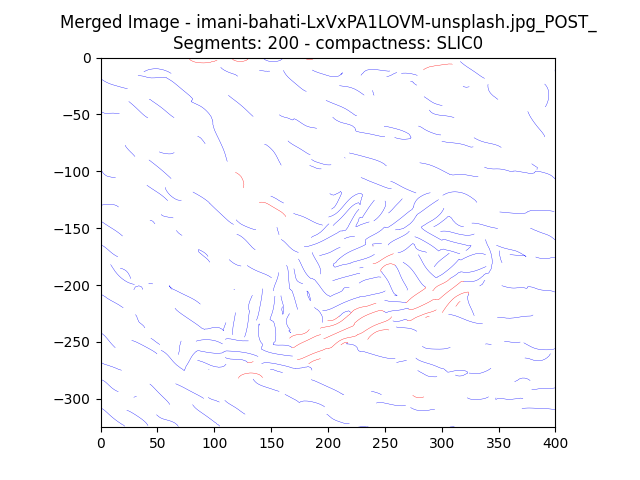 Merged Image - imani-bahati-LxVxPA1LOVM-unsplash.jpg_POST_
Segments: 200 - compactness: SLIC0
0
−50
−100
−150
−200
−250
−300
0 50 100 150 200 250 300 350 400